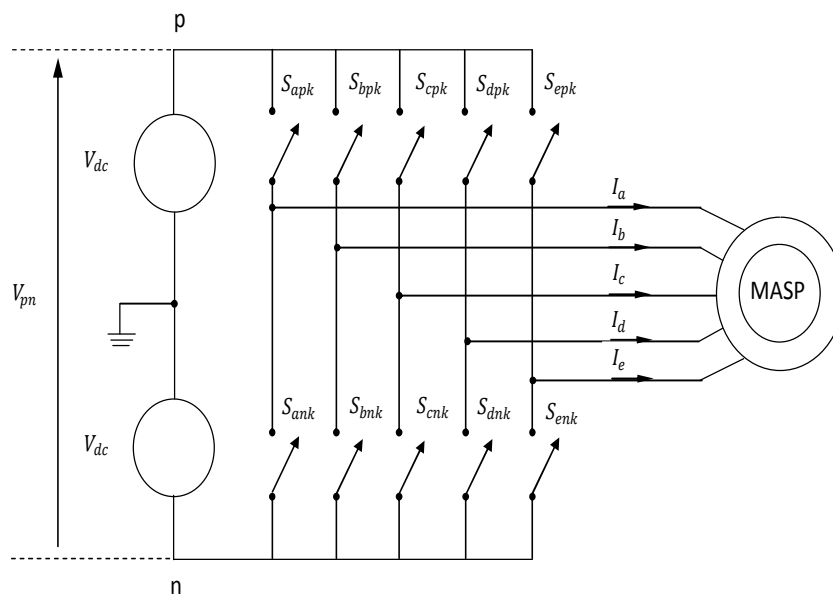 p
S_apk S_bpk S_cpk S_dpk S_epk
V_dc
I_a
I_b
V_pn
I_c
MASP
I_d
I_e
S_ank S_bnk S_cnk S_dnk S_enk
V_dc
n